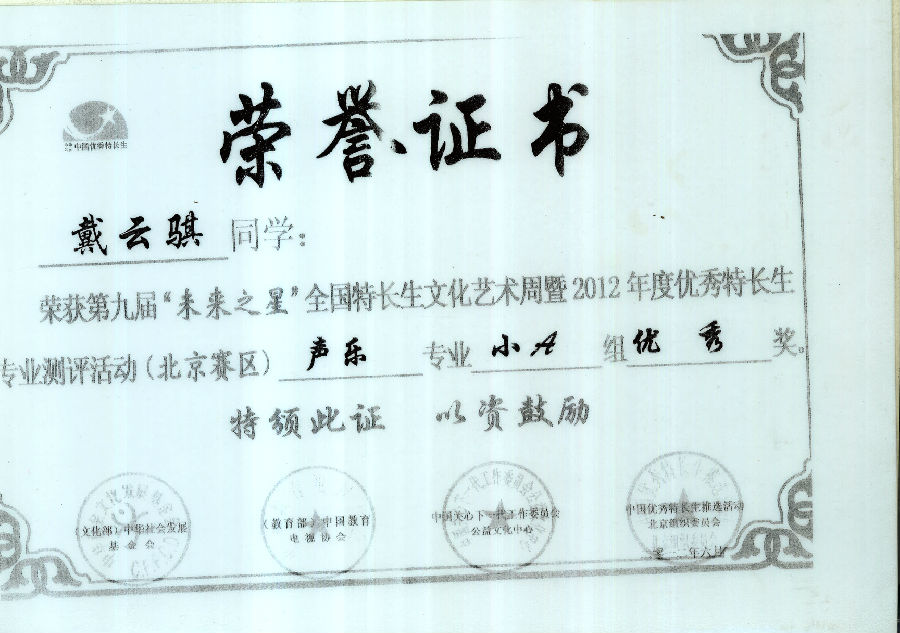 中国优秀特长生
荣誉证书
戴云骐 同学：
荣获第九届“未来之星”全国特长生文化艺术周暨2012年度优秀特长生
专业测评活动（北京赛区） 声乐 专业 小A 组 优 秀 奖。
特颁此证 以资鼓励
（文化部）中华社会发展
基金会
（教育部）中国教育
电视协会
中国关心下一代工作委员会
公益文化中心
中国优秀特长生推选活动
北京组织委员会